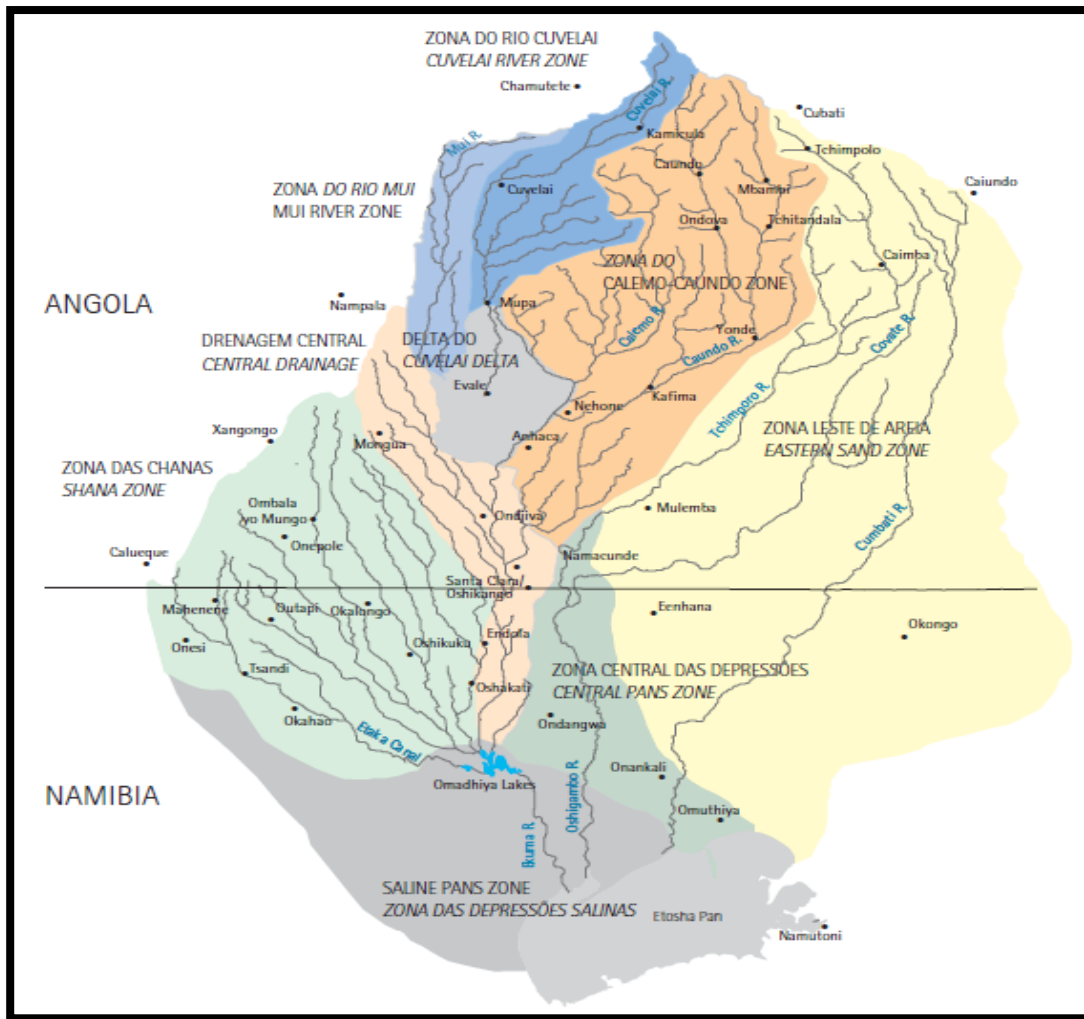 ZONA DO RIO CUVELAI
CUVELAI RIVER ZONE
Chamutete
Cuvelai R.
Cubati
Kamicula
Mui R.
Tchimpolo
Caundo
Mbambi
Caiundo
ZONA DO RIO MUI
MUI RIVER ZONE
Cuvelai
Ondova
Tchitandala
Caimba
ZONA DO
CALEMO-CAUNDO ZONE
ANGOLA
Nampala
Mupa
Calemo R.
Yonde
Covate R.
DRENAGEM CENTRAL
CENTRAL DRAINAGE
DELTA DO
CUVELAI DELTA
Caundo R.
Evale
Kafima
Nehone
Tchimporo R.
Xangongo
Mongua
Anhaca
ZONA LESTE DE AREIA
EASTERN SAND ZONE
ZONA DAS CHANAS
SHANA ZONE
Ombala
yo Mungo
Ondjiva
Mulemba
Cumbati R.
Onepole
Calueque
Namacunde
Santa Clara/
Oshikango
Mahenene
Outapi
Okalongo
Eenhana
Onesi
Oshikuku
Endola
Okongo
Tsandi
Oshakati
ZONA CENTRAL DAS DEPRESSÕES
CENTRAL PANS ZONE
Okahao
Ondangwa
Etaka Canal
NAMIBIA
Omadhiya Lakes
Onankali
Oshigambo R.
Omuthiya
Ekuma R.
SALINE PANS ZONE
ZONA DAS DEPRESSÕES SALINAS
Etosha Pan
Namutoni